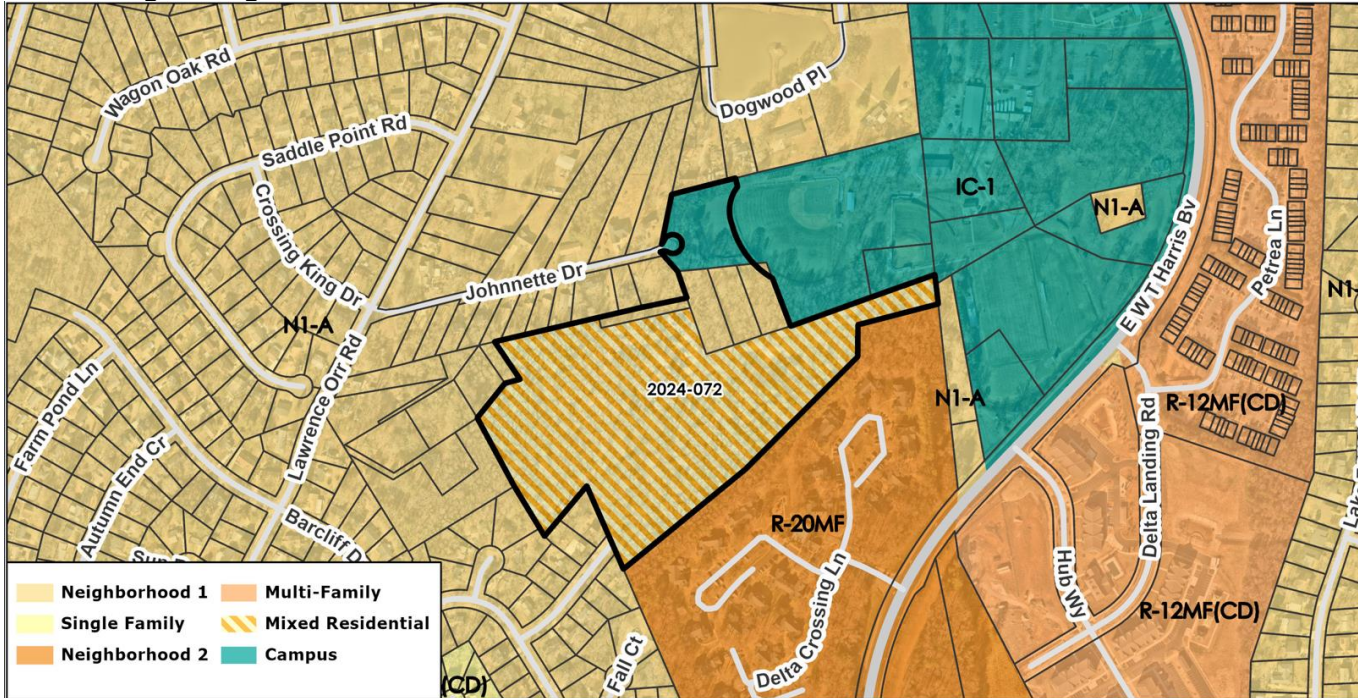 Wagon Oak Rd
Saddle Point Rd
Dogwood Pl
Crossing King Dr
IC-1
N1-A
E W T Harris Bv
Petrea Ln
Johnnette Dr
N1-A
N1-
2024-072
Farm Pond Ln
Lawrence Orr Rd
N1-A
R-12MF(CD)
Autumn End Cr
Barcliff D
R-20MF
Delta Landing Rd
Hub Wy
Delta Crossing Ln
R-12MF(CD)
Fall Ct
(CD)
Neighborhood 1
Single Family
Neighborhood 2
Multi-Family
Mixed Residential
Campus